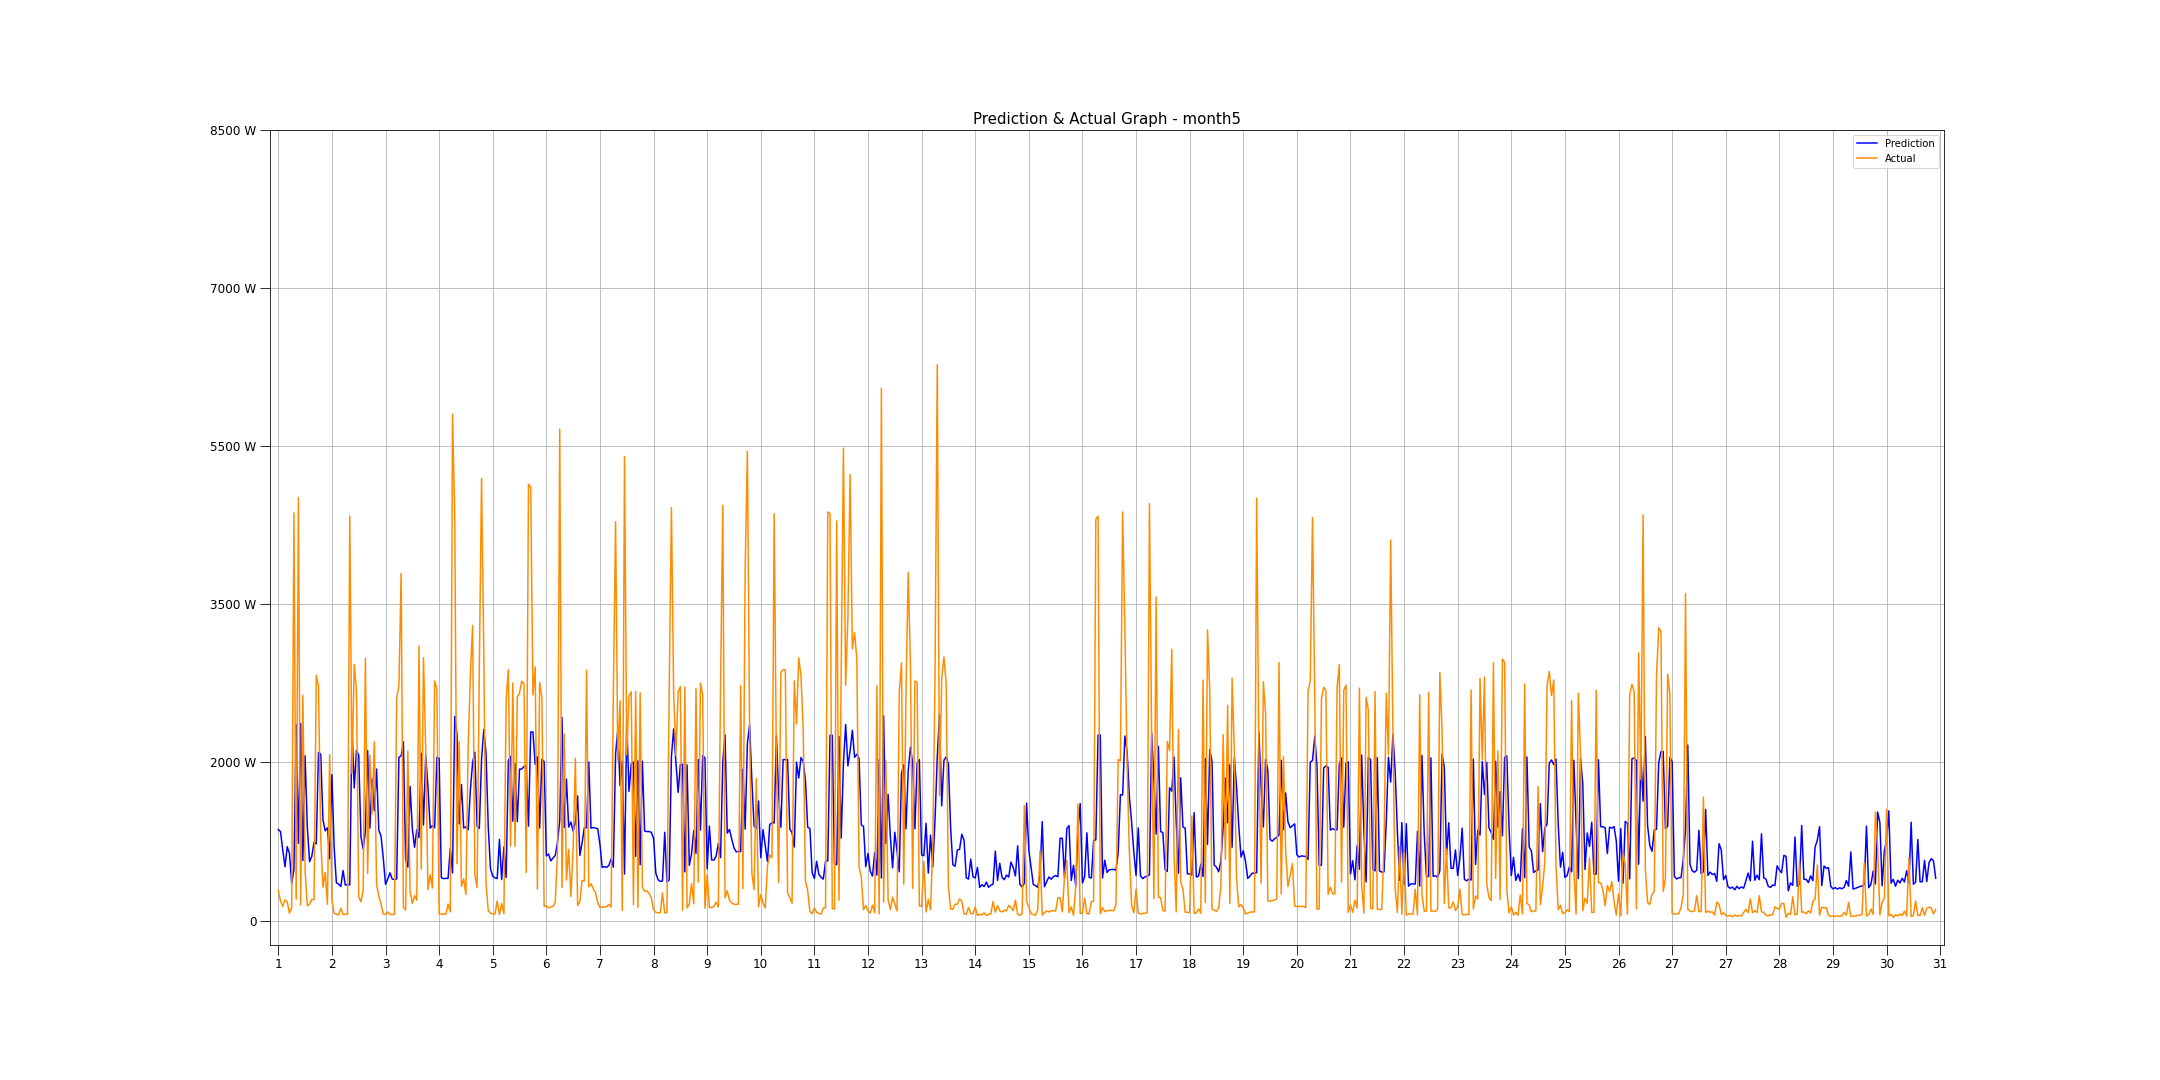 Prediction & Actual Graph - month5
8500 W
7000 W
5500 W
3500 W
2000 W
0
Prediction
Actual
1 2 3 4 5 6 7 8 9 10 11 12 13 14 15 16 17 18 19 20 21 22 23 24 25 26 27 27 28 29 30 31